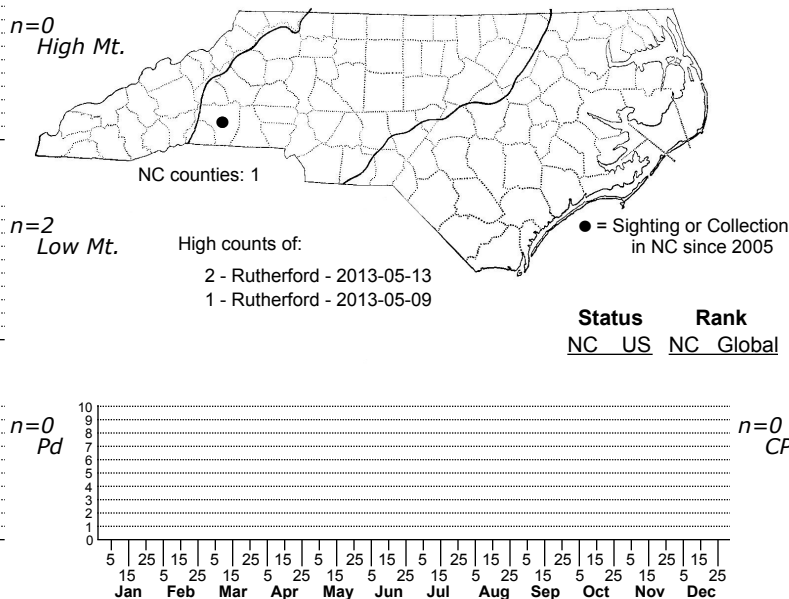 n=0
High Mt.
NC counties: 1
n=2
Low Mt.
High counts of:
2 - Rutherford - 2013-05-13
1 - Rutherford - 2013-05-09
● = Sighting or Collection
in NC since 2005
Status Rank
NC US NC Global
n=0
Pd
n=0
CP
10
9
8
7
6
5
4
3
2
1
0
5 25 15 5 25 15 5 25 15 5 25 15 5 25 15 5 25 15
15 5 25 15 5 25 15 5 25 15 5 25 15 5 25 15 5 25
Jan Feb Mar Apr May Jun Jul Aug Sep Oct Nov Dec